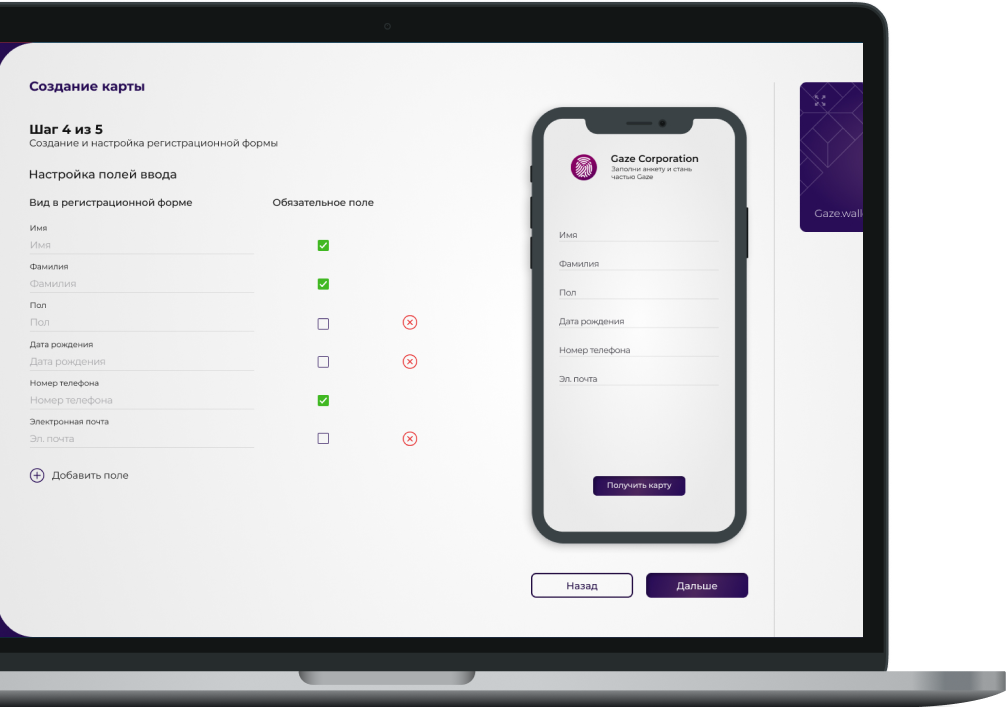 Создание карты
Шаг 4 из 5
Создание и настройка регистрационной формы
Настройка полей ввода
Вид в регистрационной форме
Обязательное поле
Имя
Имя
Фамилия
Фамилия
Пол
Пол
Дата рождения
Дата рождения
Номер телефона
Номер телефона
Электронная почта
Эл. почта
Добавить поле
Gaze Corporation
Заполни анкету и стань
частью Gaze
Имя
Фамилия
Пол
Дата рождения
Номер телефона
Эл. почта
Получить карту
Назад
Дальше
Gaze.wall